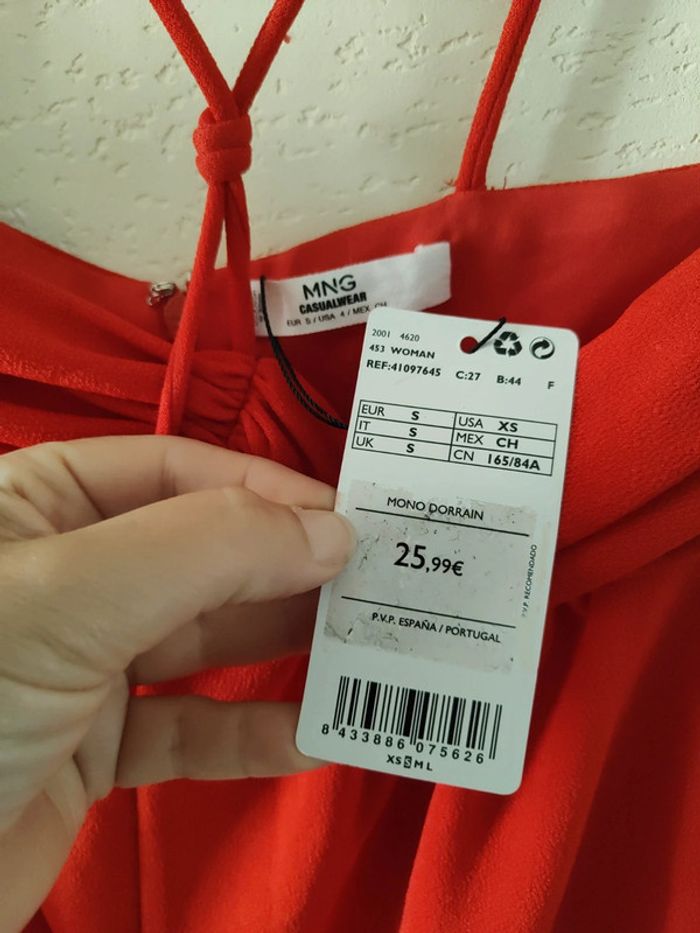 MNG
CASUALWEAR
EUR S / USA 4 / MEX CH
2001 4620
453 WOMAN
REF:41097645 C:27 B:44 F
EUR S USA XS
IT S MEX CH
UK S CN 165/84A
MONO DORRAIN
25,99€
P.V.P. RECOMENDADO
P.V.P. ESPAÑA / PORTUGAL
8 433886 075626
XS S M L